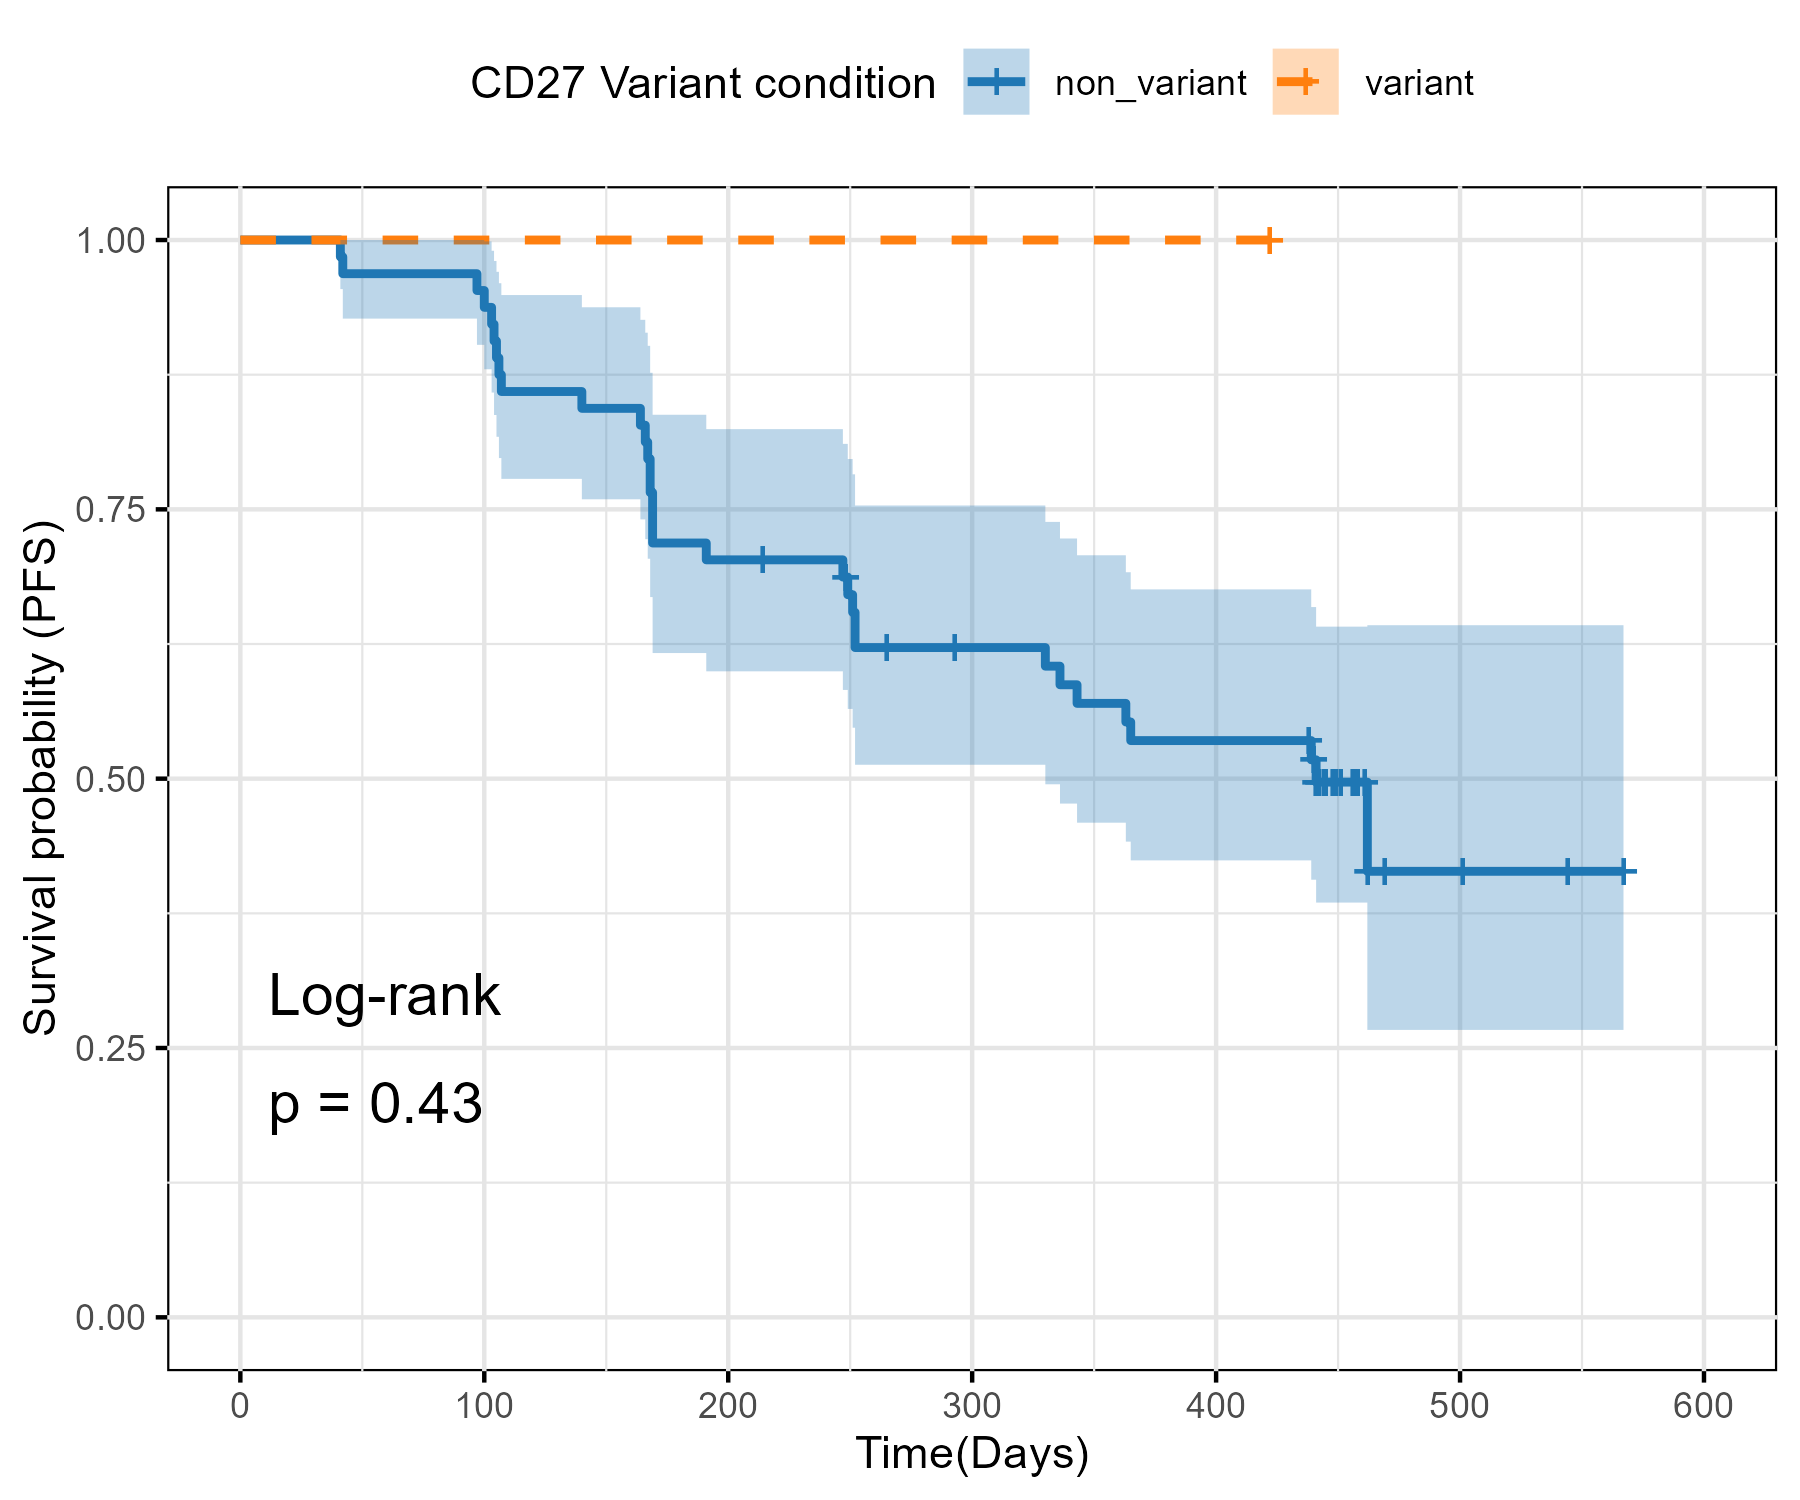 CD27 Variant condition non_variant variant
Survival probability (PFS)
1.00
0.75
0.50
0.25
0.00
Log-rank
p = 0.43
0 100 200 300 400 500 600
Time(Days)